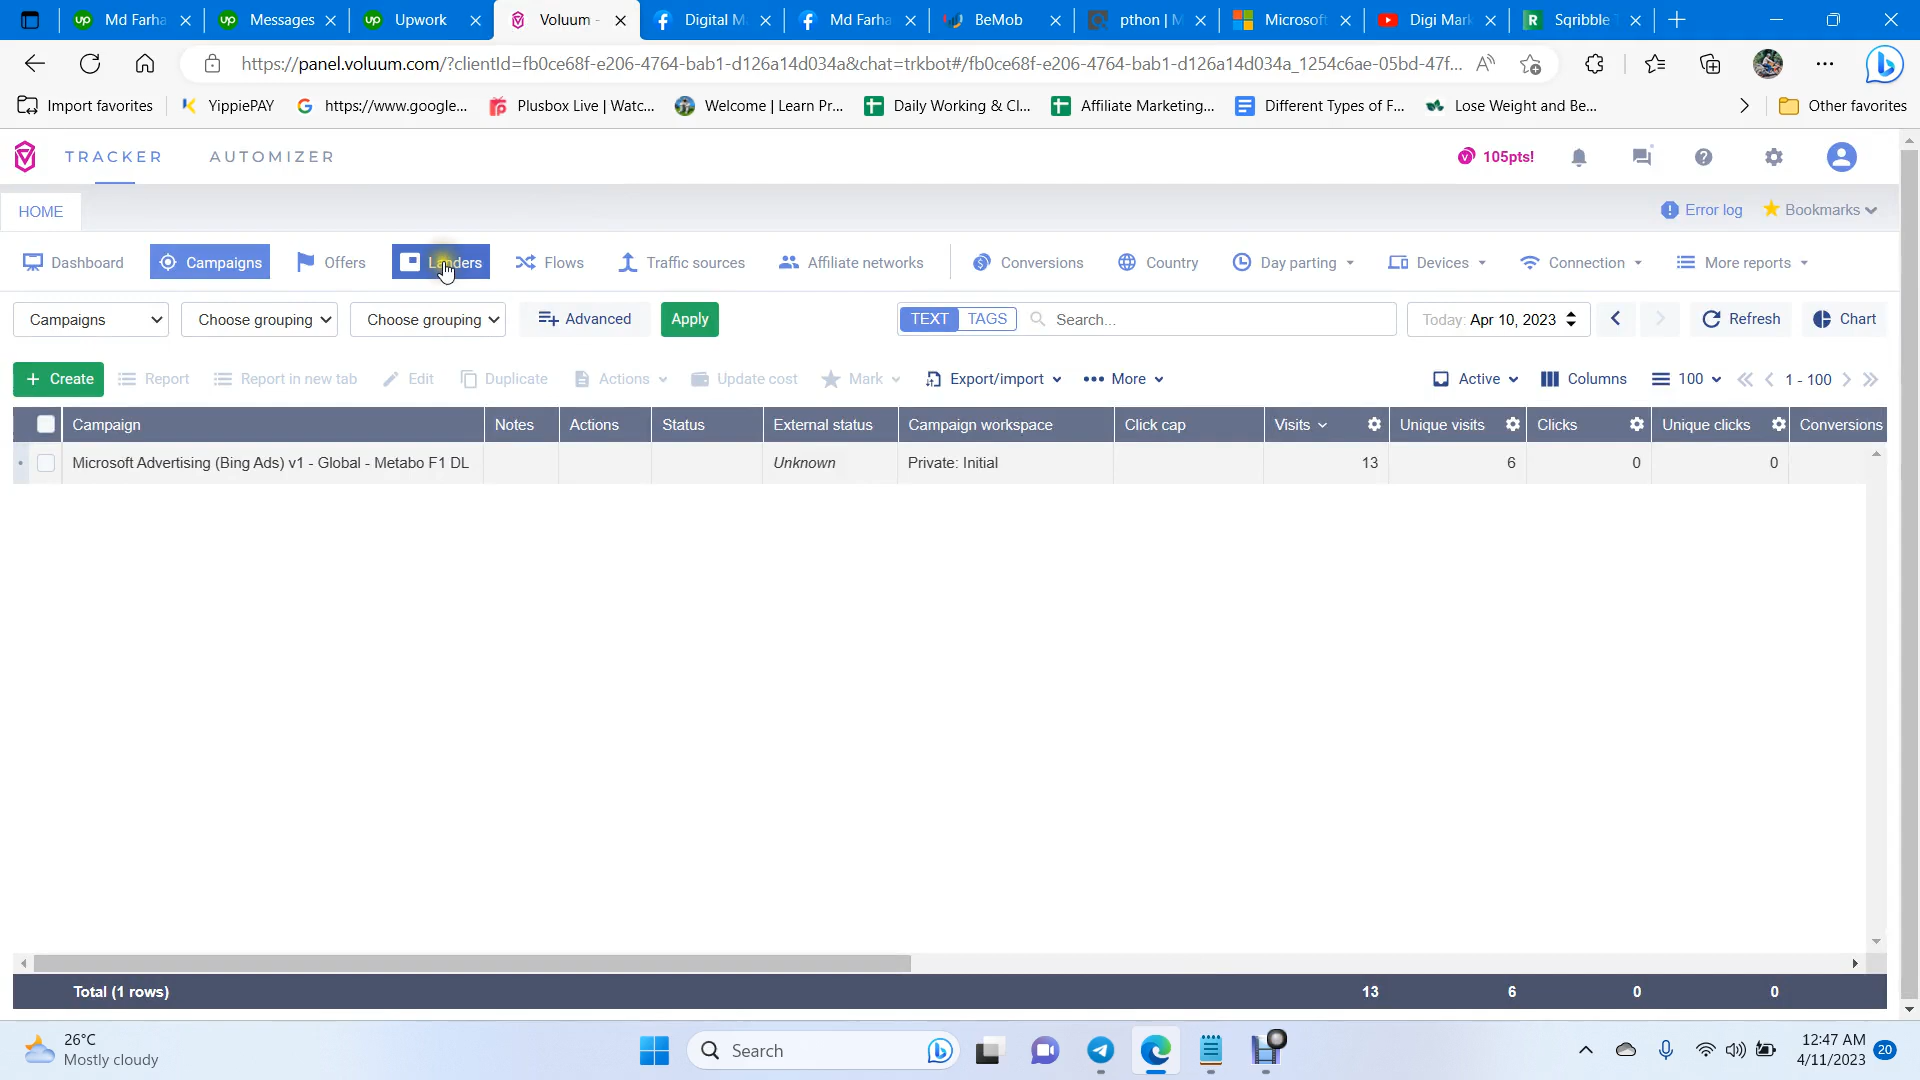 Md Farha
Messages
Upwork
Voluum -
Digital M
Md Farha
BeMob
pthon | M
Microsoft
Digi Mark
Sqribble T
https://panel.voluum.com/?clientId=fb0ce68f-e206-4764-bab1-d126a14d034a&chat=trkbot#/fb0ce68f-e206-4764-bab1-d126a14d034a_1254c6ae-05bd-47f...
Import favorites
YippiePAY
https://www.google...
Plusbox Live | Watc...
Welcome | Learn Pr...
Daily Working & Cl...
Affiliate Marketing...
Different Types of F...
Lose Weight and Be...
Other favorites
TRACKER
AUTOMIZER
105pts!
HOME
Error log
Bookmarks
Dashboard
Campaigns
Offers
Landers
Flows
Traffic sources
Affiliate networks
Conversions
Country
Day parting
Devices
Connection
More reports
Campaigns
Choose grouping
Choose grouping
Advanced
Apply
TEXT
TAGS
Search...
Today: Apr 10, 2023
Refresh
Chart
+ Create
Report
Report in new tab
Edit
Duplicate
Actions
Update cost
Mark
Export/import
More
Active
Columns
100
1 - 100
Campaign
Notes
Actions
Status
External status
Campaign workspace
Click cap
Visits
Unique visits
Clicks
Unique clicks
Conversions
Microsoft Advertising (Bing Ads) v1 - Global - Metabo F1 DL
Unknown
Private: Initial
13
6
0
0
Total (1 rows)
13
6
0
0
26°C
Mostly cloudy
Search
12:47 AM
4/11/2023
20